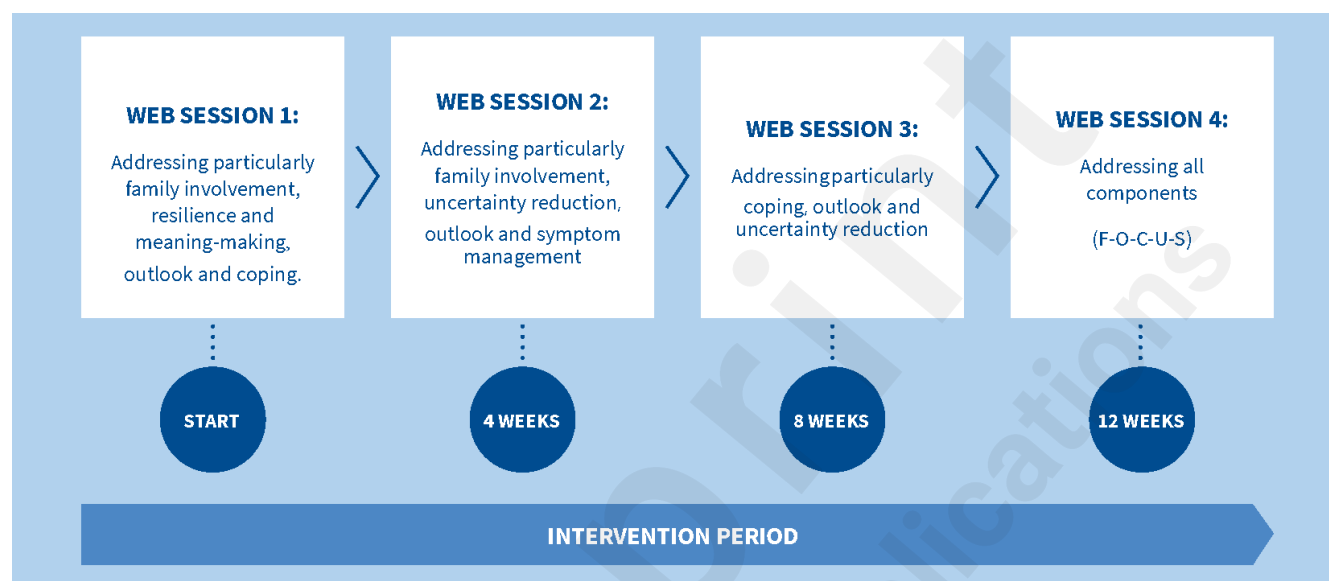 WEB SESSION 1:
Addressing particularly
family involvement,
resilience and
meaning-making,
outlook and coping.
WEB SESSION 2:
Addressing particularly
family involvement,
uncertainty reduction,
outlook and symptom
management
WEB SESSION 3:
Addressing particularly
coping, outlook and
uncertainty reduction
WEB SESSION 4:
Addressing all
components
(F-O-C-U-S)
START
4 WEEKS
8 WEEKS
12 WEEKS
INTERVENTION PERIOD